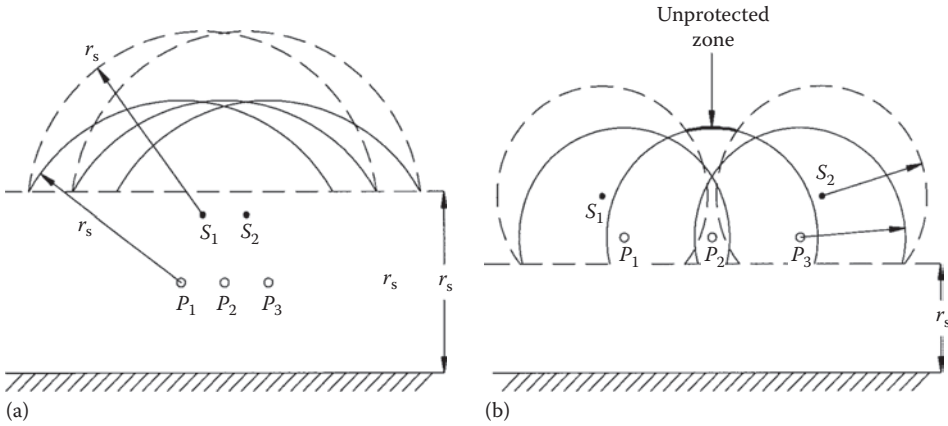 r_s
S_1 S_2
r_s
P_1 P_2 P_3
r_s r_s
(a)
Unprotected
zone
S_1 S_2
P_1 P_2 P_3
r_s
(b)